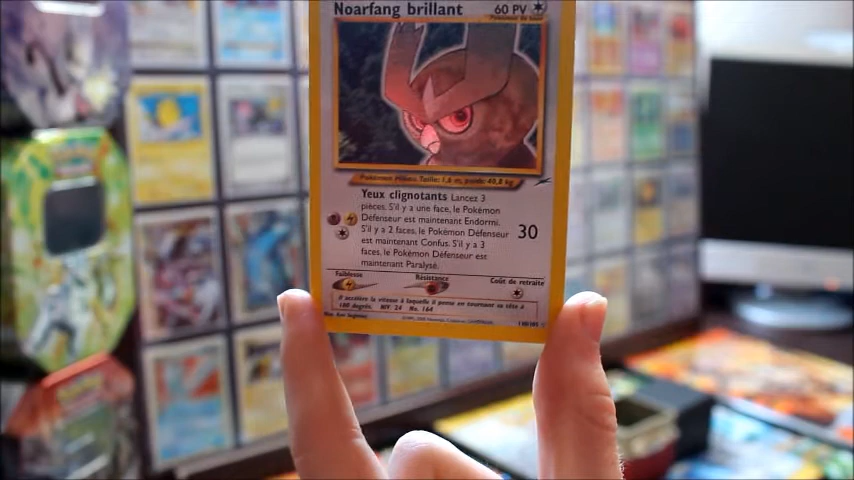 Noarfang brillant 60 PV
Pokémon de base
Pokémon Hibou. Taille: 1,6 m, poids: 40,8 kg
Yeux clignotants Lancez 3
pièces. S'il y a une face, le Pokémon
Défenseur est maintenant Endormi.
S'il y a 2 faces, le Pokémon Défenseur
est maintenant Confus. S'il y a 3
faces, le Pokémon Défenseur est
maintenant Paralysé.
30
Faiblesse Résistance Coût de retraite
Il accélère la vitesse à laquelle il pense en tournant sa tête à
180 degrés. NIV. 24 No. 164
110/105